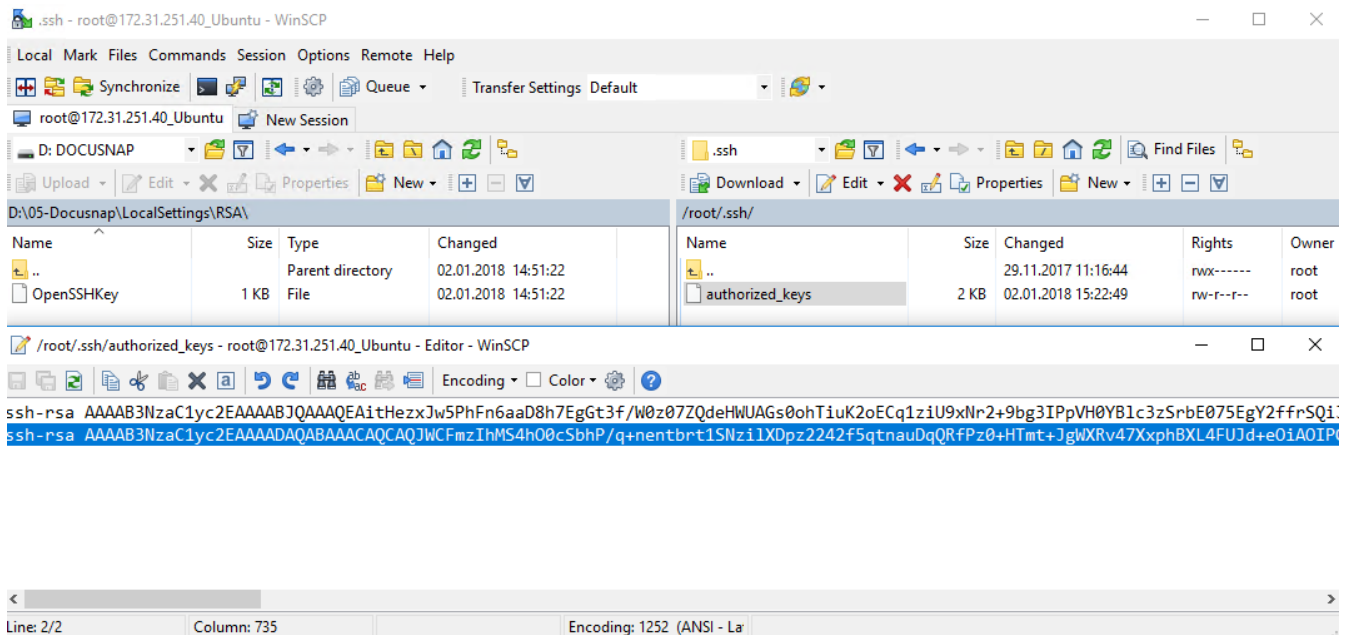 .ssh - root@172.31.251.40_Ubuntu - WinSCP
Local Mark Files Commands Session Options Remote Help
Synchronize Queue Transfer Settings Default
root@172.31.251.40_Ubuntu New Session
D: DOCUSNAP .ssh Find Files
Upload Edit Properties New Download Edit Properties New
D:\05-Docusnap\LocalSettings\RSA\ /root/.ssh/
Name Size Type Changed Name Size Changed Rights Owner
.. Parent directory 02.01.2018 14:51:22 .. 29.11.2017 11:16:44 rwx------ root
OpenSSHKey 1 KB File 02.01.2018 14:51:22 authorized_keys 2 KB 02.01.2018 15:22:49 rw-r--r-- root
/root/.ssh/authorized_keys - root@172.31.251.40_Ubuntu - Editor - WinSCP
Encoding Color
ssh-rsa AAAAB3NzaC1yc2EAAAABJQAAAQEAitHezxJw5PhFn6aaD8h7EgGt3f/W0z07ZQdeHWUAGs0ohTiuK2oECq1ziU9xNr2+9bg3IPpVH0YBlc3zSrbE075EgY2ffrSQi
ssh-rsa AAAAB3NzaC1yc2EAAAADAQABAAACAQCAQJWCFmzIhMS4hO0cSbhP/q+nentbrt1SNzilXDpz2242f5qtnauDqQRfPz0+HTmt+JgWXRv47XxphBXL4FUJd+eOiAOIP
Line: 2/2 Column: 735 Encoding: 1252 (ANSI - La